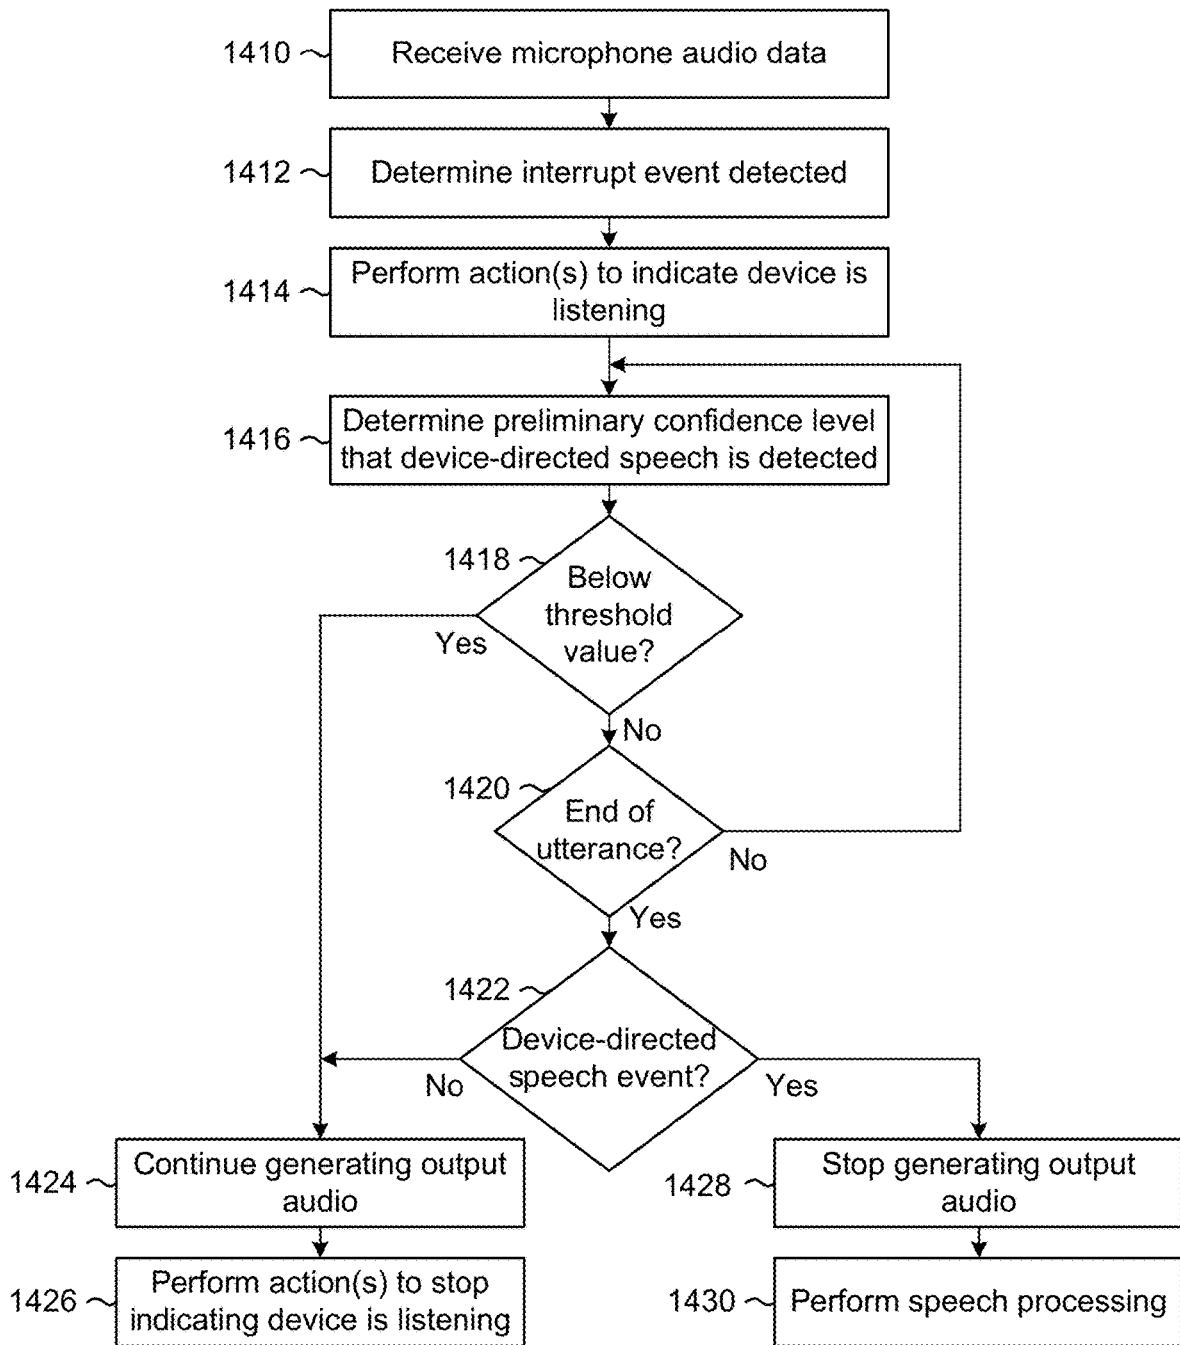 1410
Receive microphone audio data
1412
Determine interrupt event detected
1414
Perform action(s) to indicate device is
listening
1416
Determine preliminary confidence level
that device-directed speech is detected
1418
Below
threshold
value?
Yes
No
1420
End of
utterance?
No
Yes
1422
Device-directed
speech event?
No
Yes
1424
Continue generating output
audio
1428
Stop generating output
audio
1426
Perform action(s) to stop
indicating device is listening
1430
Perform speech processing